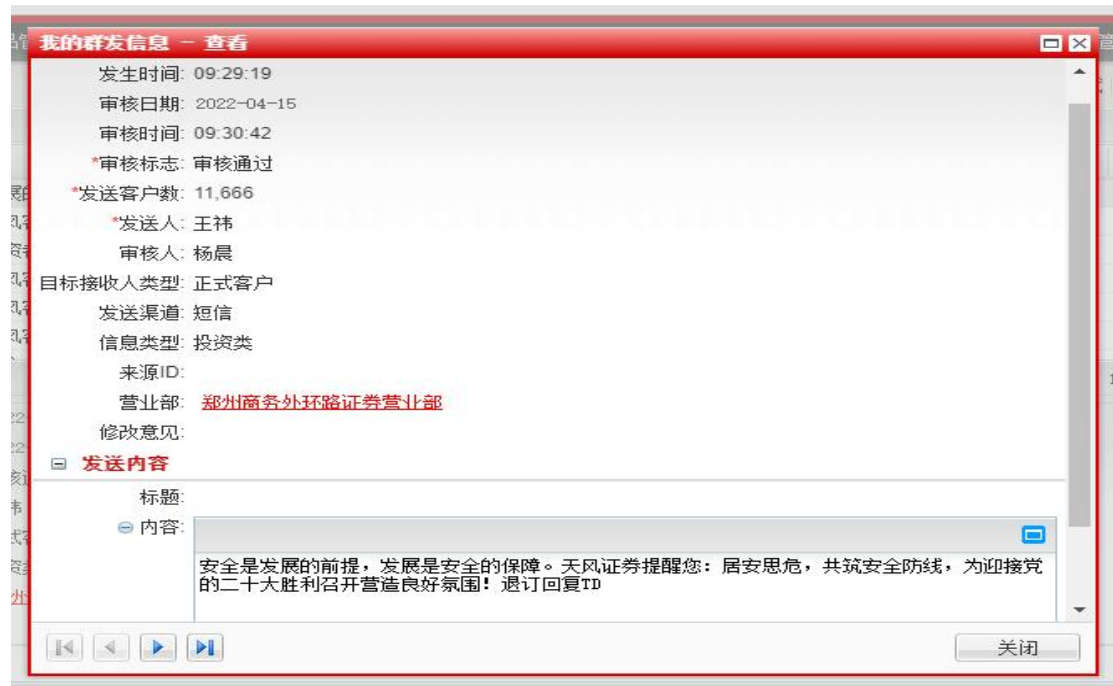 我的群发信息 - 查看
发生时间: 09:29:19
审核日期: 2022-04-15
审核时间: 09:30:42
*审核标志: 审核通过
*发送客户数: 11,666
*发送人: 王祎
审核人: 杨晨
目标接收人类型: 正式客户
发送渠道: 短信
信息类型: 投资类
来源ID:
营业部: 郑州商务外环路证券营业部
修改意见:
发送内容
标题:
内容:
安全是发展的前提，发展是安全的保障。天风证券提醒您：居安思危，共筑安全防线，为迎接党
的二十大胜利召开营造良好氛围！退订回复TD
关闭